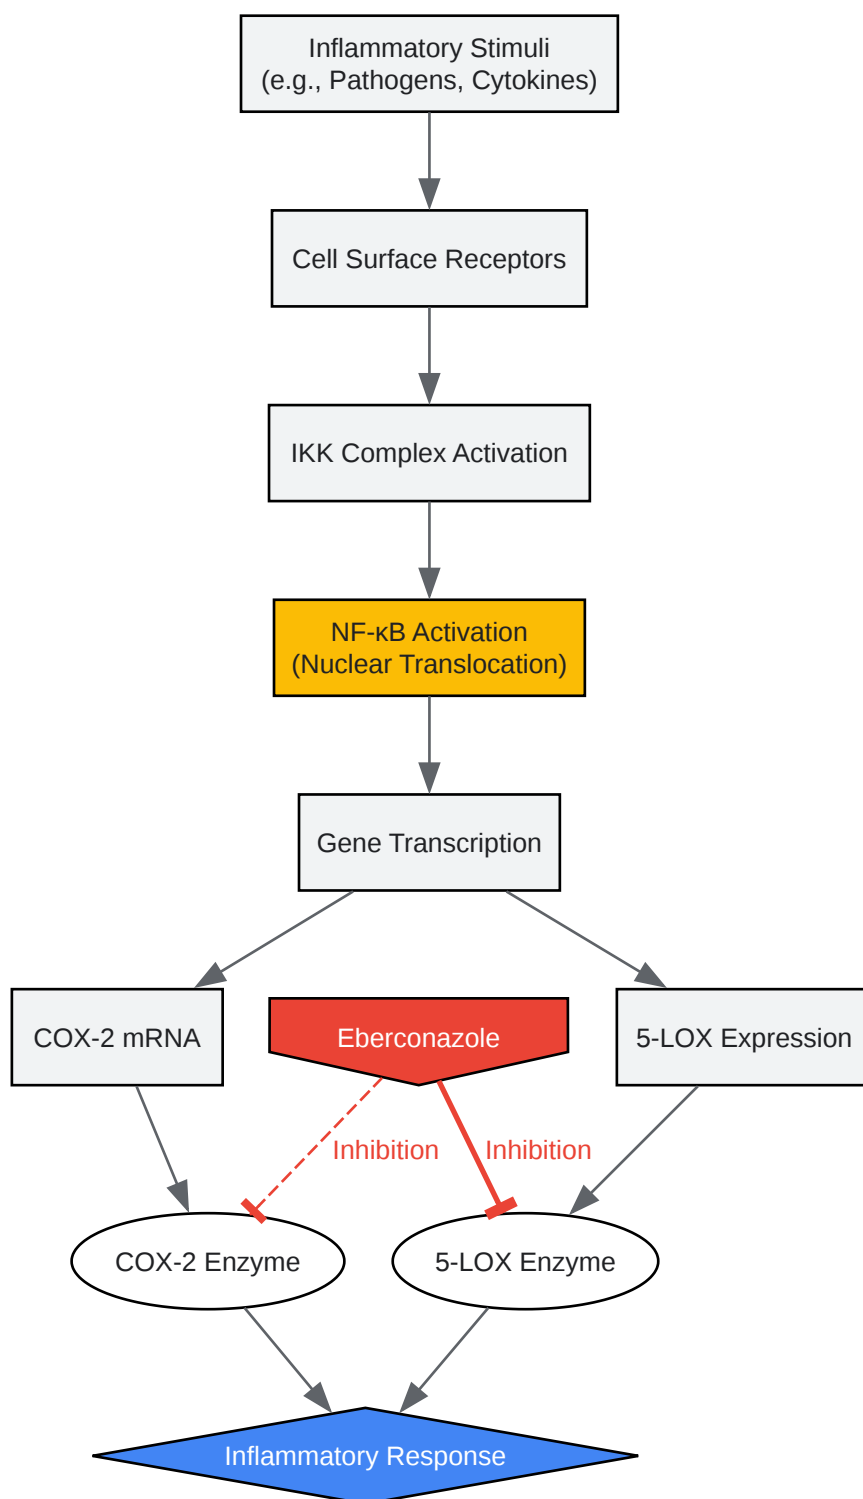 Inflammatory Stimuli
(e.g., Pathogens, Cytokines)
Cell Surface Receptors
IKK Complex Activation
NF-κB Activation
(Nuclear Translocation)
Gene Transcription
COX-2 mRNA
Eberconazole
5-LOX Expression
Inhibition
Inhibition
COX-2 Enzyme
5-LOX Enzyme
Inflammatory Response